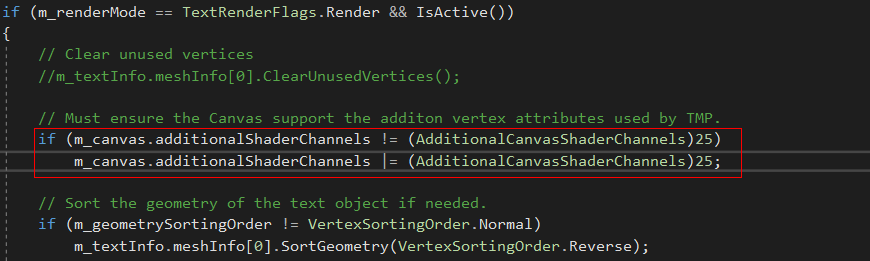 if (m_renderMode == TextRenderFlags.Render && IsActive())
{
// Clear unused vertices
//m_textInfo.meshInfo[0].ClearUnusedVertices();
// Must ensure the Canvas support the additon vertex attributes used by TMP.
if (m_canvas.additionalShaderChannels != (AdditionalCanvasShaderChannels)25)
m_canvas.additionalShaderChannels |= (AdditionalCanvasShaderChannels)25;
// Sort the geometry of the text object if needed.
if (m_geometrySortingOrder != VertexSortingOrder.Normal)
m_textInfo.meshInfo[0].SortGeometry(VertexSortingOrder.Reverse);